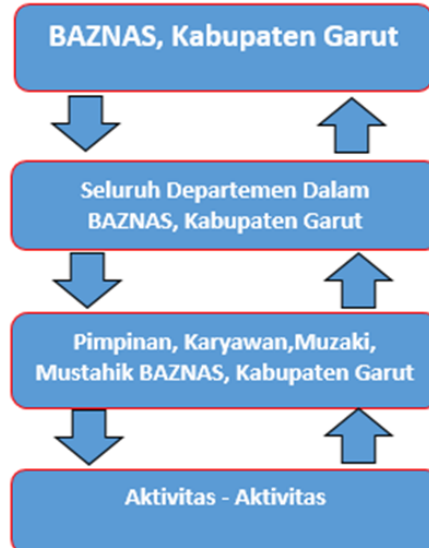 BAZNAS, Kabupaten Garut
Seluruh Departemen Dalam
BAZNAS, Kabupaten Garut
Pimpinan, Karyawan,Muzaki,
Mustahik BAZNAS, Kabupaten Garut
Aktivitas - Aktivitas